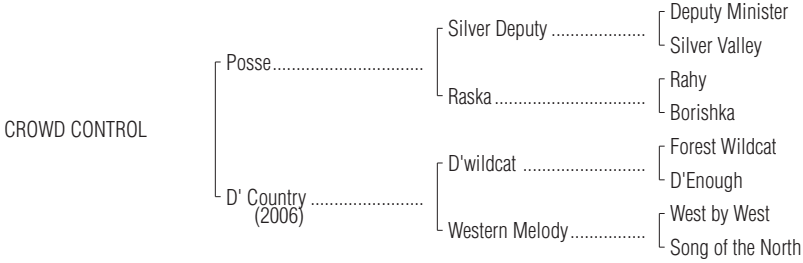 Deputy Minister
Silver Deputy ....................
Silver Valley
Posse................................
Rahy
Raska ................................
Borishka
CROWD CONTROL
Forest Wildcat
D'wildcat ..........................
D'Enough
D' Country ........................
(2006)
West by West
Western Melody................
Song of the North